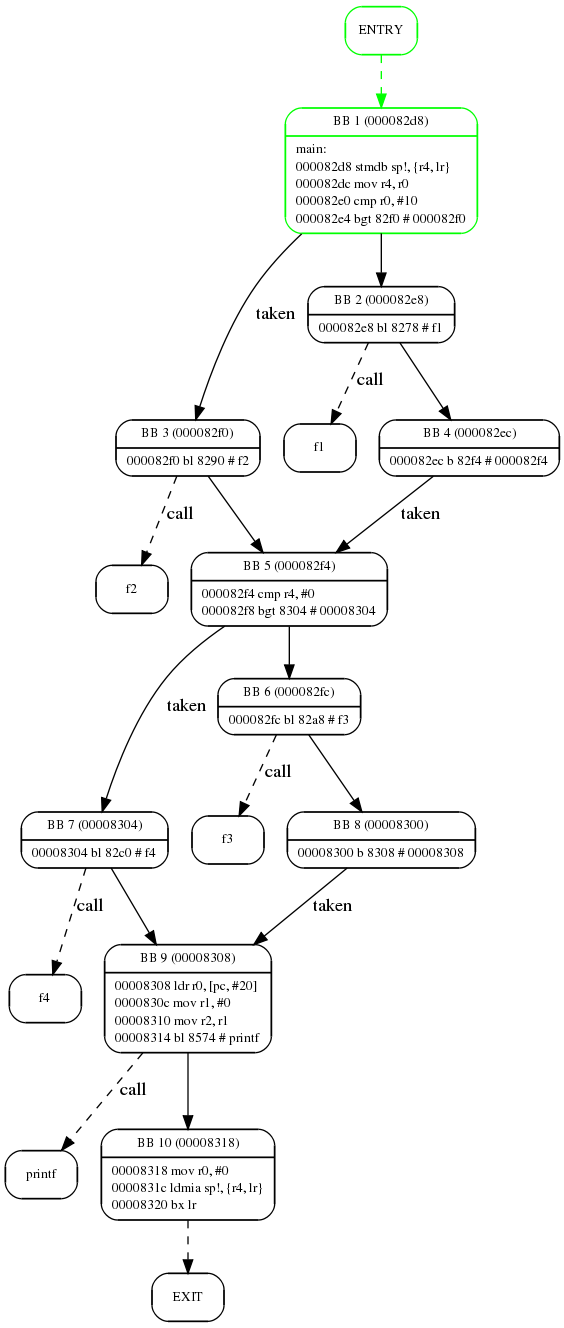 ENTRY
BB 1 (000082d8)
main:
000082d8 stmdb sp!, {r4, lr}
000082dc mov r4, r0
000082e0 cmp r0, #10
000082e4 bgt 82f0 # 000082f0
taken
BB 2 (000082e8)
000082e8 bl 8278 # f1
call
BB 3 (000082f0)
000082f0 bl 8290 # f2
f1
BB 4 (000082ec)
000082ec b 82f4 # 000082f4
call
taken
f2
BB 5 (000082f4)
000082f4 cmp r4, #0
000082f8 bgt 8304 # 00008304
taken
BB 6 (000082fc)
000082fc bl 82a8 # f3
call
BB 7 (00008304)
00008304 bl 82c0 # f4
f3
BB 8 (00008300)
00008300 b 8308 # 00008308
call
taken
f4
BB 9 (00008308)
00008308 ldr r0, [pc, #20]
0000830c mov r1, #0
00008310 mov r2, r1
00008314 bl 8574 # printf
call
printf
BB 10 (00008318)
00008318 mov r0, #0
0000831c ldmia sp!, {r4, lr}
00008320 bx lr
EXIT